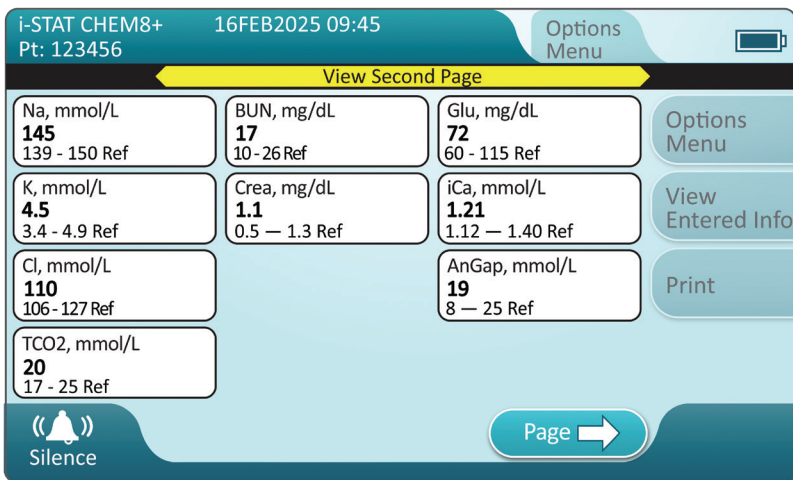 i-STAT CHEM8+ 16FEB2025 09:45
Pt: 123456
Options
Menu
View Second Page
Na, mmol/L
145
139 - 150 Ref
BUN, mg/dL
17
10 - 26 Ref
Glu, mg/dL
72
60 - 115 Ref
Options
Menu
K, mmol/L
4.5
3.4 - 4.9 Ref
Crea, mg/dL
1.1
0.5 — 1.3 Ref
iCa, mmol/L
1.21
1.12 — 1.40 Ref
View
Entered Info
Cl, mmol/L
110
106 - 127 Ref
AnGap, mmol/L
19
8 — 25 Ref
Print
TCO2, mmol/L
20
17 - 25 Ref
Silence
Page